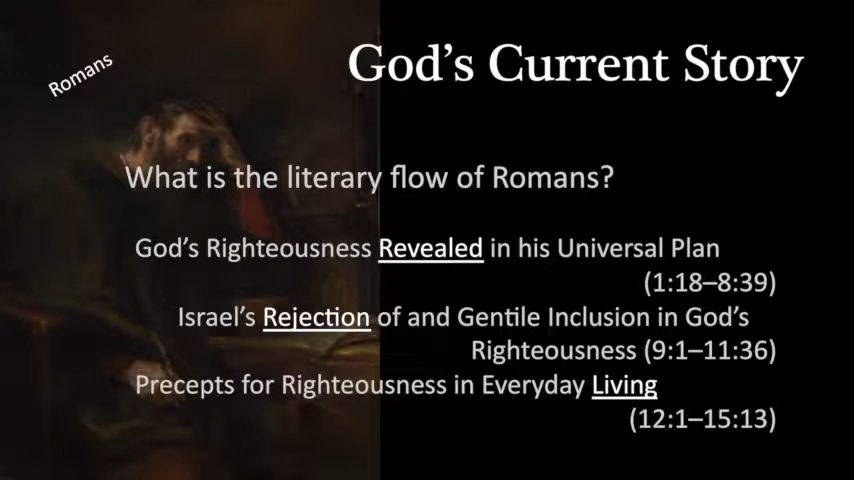 Romans
God's Current Story
What is the literary flow of Romans?
God's Righteousness Revealed in his Universal Plan
(1:18–8:39)
Israel's Rejection of and Gentile Inclusion in God's
Righteousness (9:1–11:36)
Precepts for Righteousness in Everyday Living
(12:1–15:13)